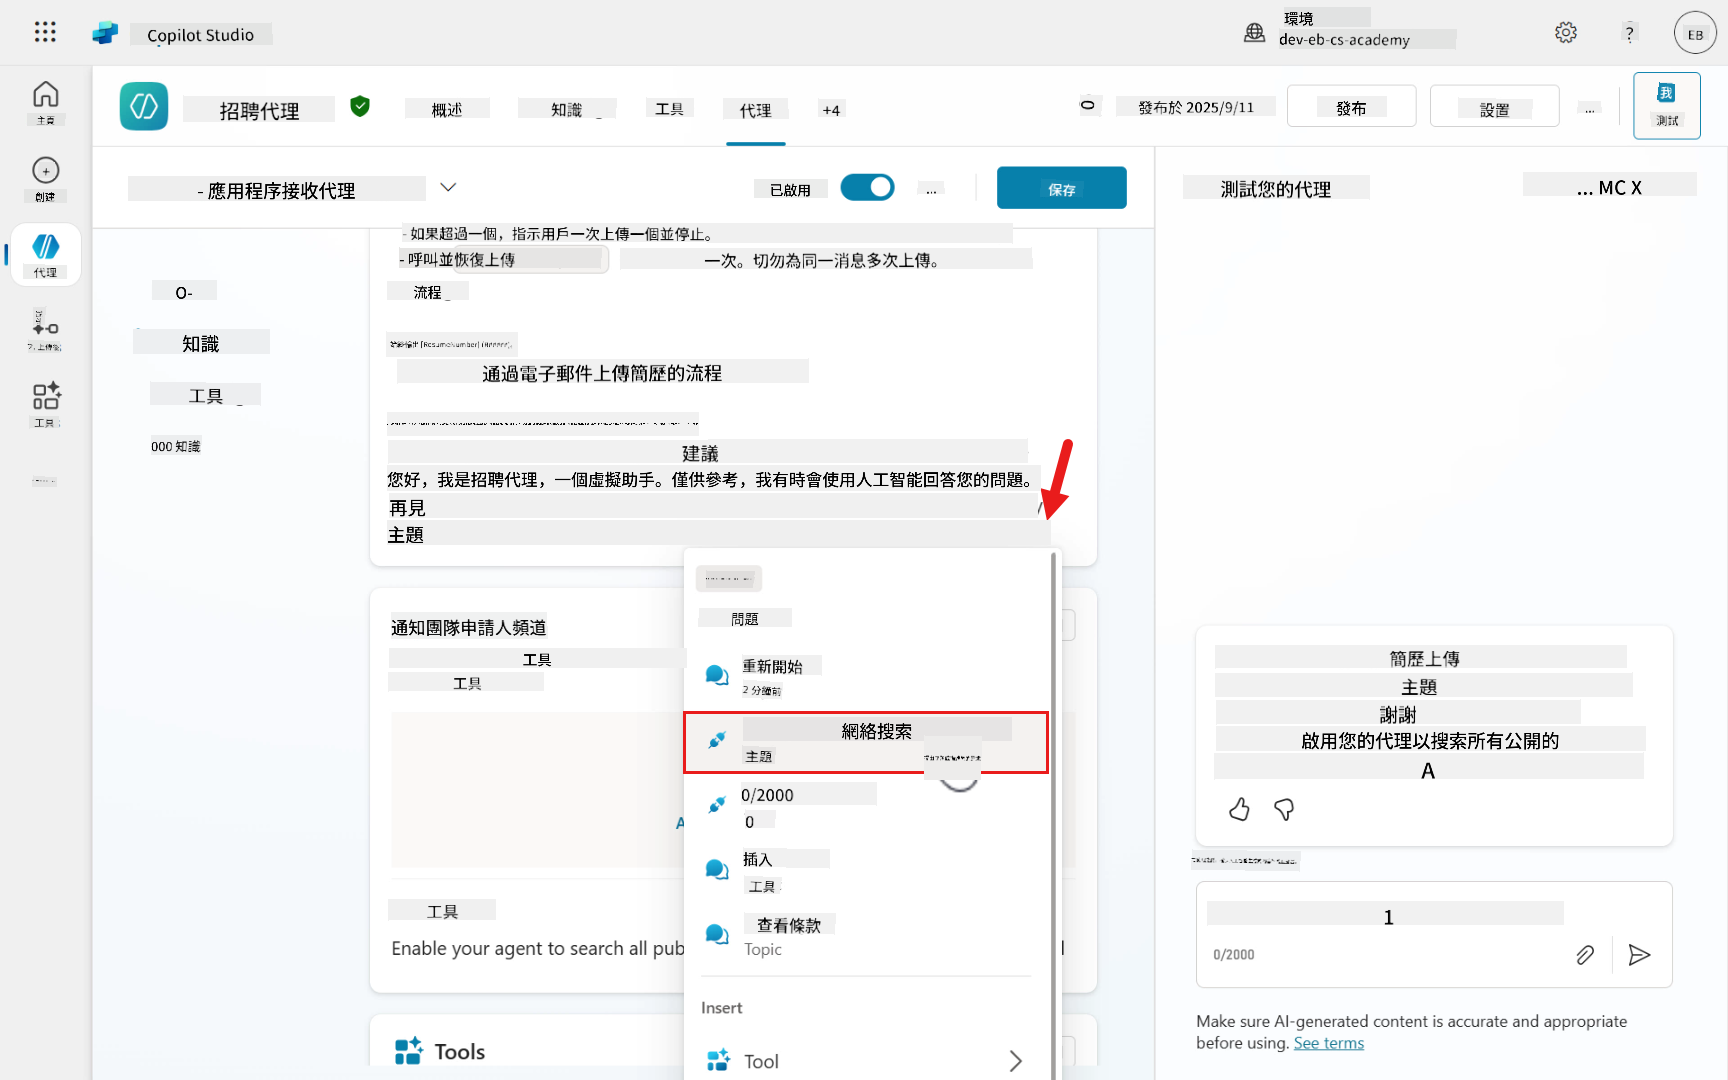 Copilot Studio
環境
dev-eb-cs-academy
?
EB
主頁
創建
代理
工具
招聘代理
概述
知識
工具
代理
+4
發布於 2025/9/11
發布
設置
...
我
測試
- 應用程序接收代理
已啟用
...
保存
O-
知識
工具
000 知識
- 如果超過一個，指示用戶一次上傳一個並停止。
- 呼叫並恢復上傳
一次。切勿為同一消息多次上傳。
流程
通過電子郵件上傳簡歷的流程
建議
您好，我是招聘代理，一個虛擬助手。僅供參考，我有時會使用人工智能回答您的問題。
再見
/
主題
通知團隊申請人頻道
工具
工具
工具
Enable your agent to search all pub
Tools
問題
重新開始
2 分鐘前
網絡搜索
主題
0/2000
0
插入
工具
查看條款
Topic
Insert
Tool
測試您的代理
... MC X
簡歷上傳
主題
謝謝
啟用您的代理以搜索所有公開的
A
1
0/2000
Make sure AI-generated content is accurate and appropriate
before using. See terms